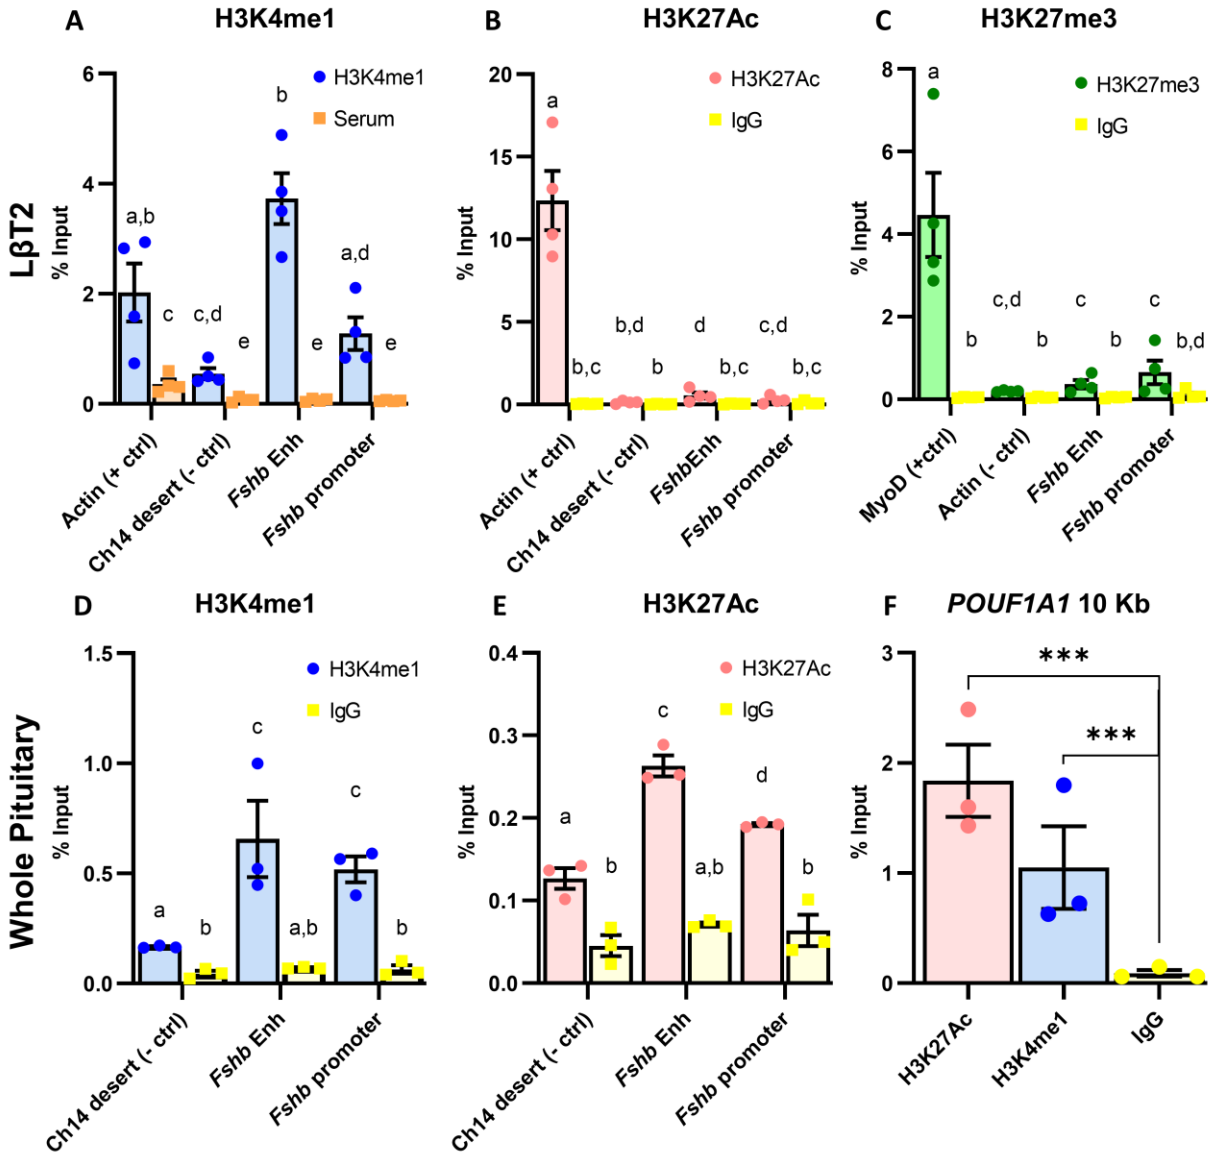 A H3K4me1
B H3K27Ac
C H3K27me3
LβT2
% Input
6
4
2
0
H3K4me1
Serum
a,b
c
c,d
e
b
e
a,d
e
Actin (+ ctrl)
Ch14 desert (- ctrl)
Fshb Enh
Fshb promoter
% Input
20
15
10
5
0
H3K27Ac
IgG
a
b,c
b,d
b
d
b,c
c,d
b,c
Actin (+ ctrl)
Ch14 desert (- ctrl)
FshbEnh
Fshb promoter
% Input
8
6
4
2
0
H3K27me3
IgG
a
b
c,d
b
c
b
c
b,d
MyoD (+ctrl)
Actin (- ctrl)
Fshb Enh
Fshb promoter
D H3K4me1
E H3K27Ac
F POUF1A1 10 Kb
Whole Pituitary
% Input
1.5
1.0
0.5
0.0
H3K4me1
IgG
a
b
c
a,b
c
b
Ch14 desert (- ctrl)
Fshb Enh
Fshb promoter
% Input
0.4
0.3
0.2
0.1
0.0
H3K27Ac
IgG
a
b
c
a,b
d
b
Ch14 desert (- ctrl)
Fshb Enh
Fshb promoter
% Input
3
2
1
0
***
***
H3K27Ac
H3K4me1
IgG